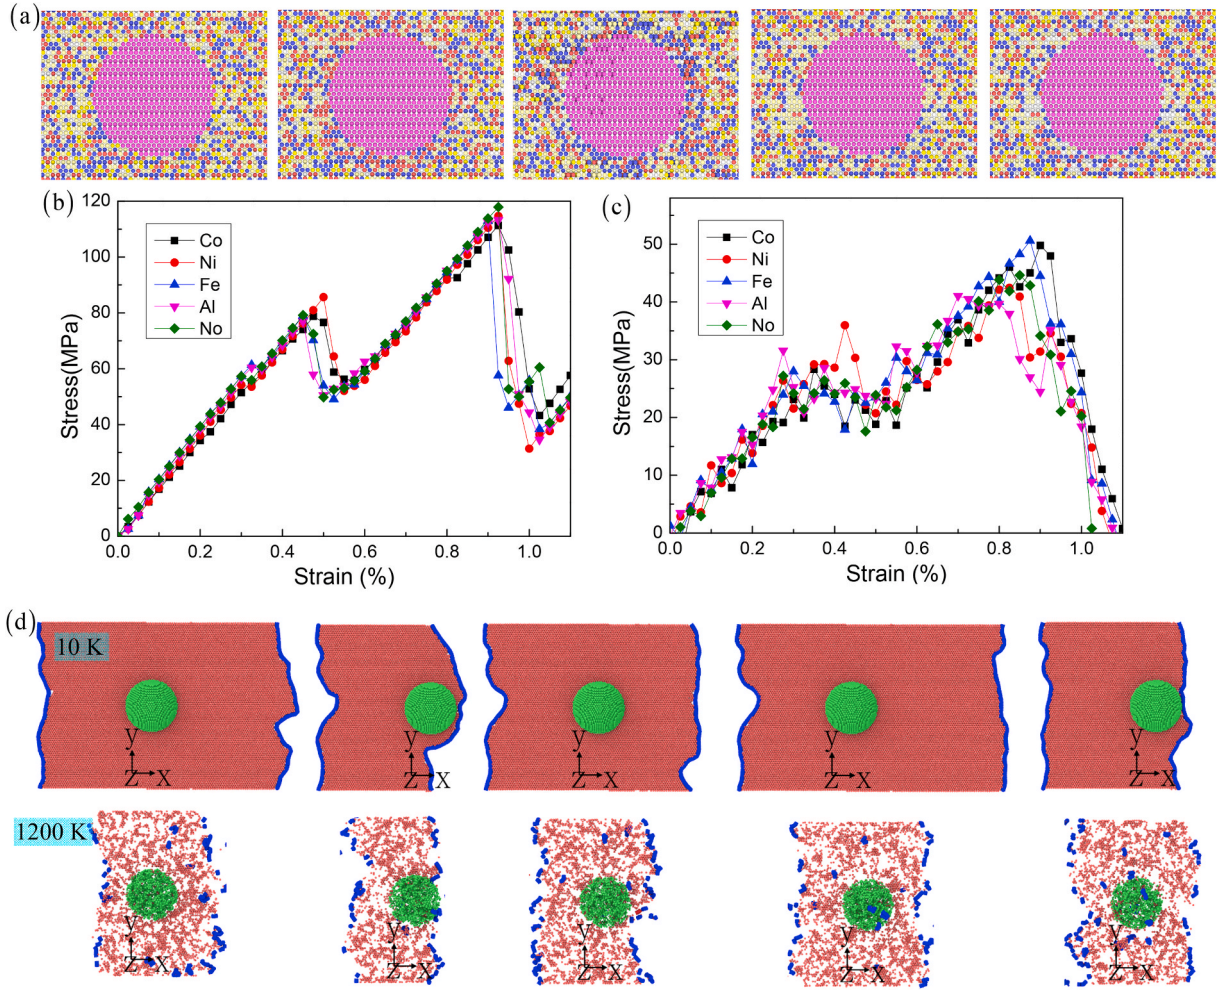 (a)
(b)
120
100
80
60
40
20
0
0.0 0.2 0.4 0.6 0.8 1.0
Stress(MPa)
Strain (%)
Co
Ni
Fe
Al
No
(c)
50
40
30
20
10
0
0.0 0.2 0.4 0.6 0.8 1.0
Stress(MPa)
Strain (%)
Co
Ni
Fe
Al
No
(d)
10 K
y
Z X
y
Z X
y
Z X
y
Z X
y
Z X
1200 K
y
Z X
y
Z X
y
Z X
y
Z X
y
Z X